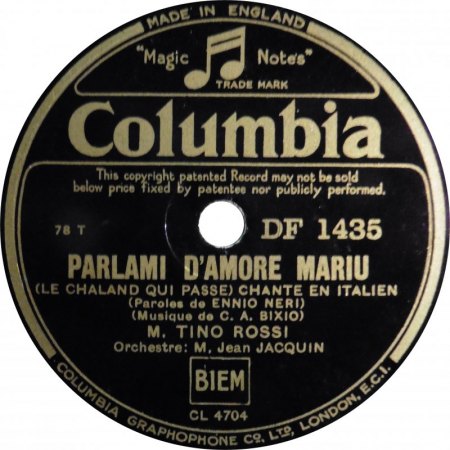 MADE IN ENGLAND
"Magic Notes"
TRADE MARK
Columbia
This copyright patented Record may not be sold
below price fixed by patentee nor publicly performed.
78 T
DF 1435
PARLAMI D'AMORE MARIU
(LE CHALAND QUI PASSE) CHANTE EN ITALIEN
(Paroles de ENNIO NERI)
(Musique de C. A. BIXIO)
M. TINO ROSSI
Orchestre: M. Jean JACQUIN
BIEM
CL 4704
COLUMBIA GRAPHOPHONE CO. LTD, LONDON, E.C.1.